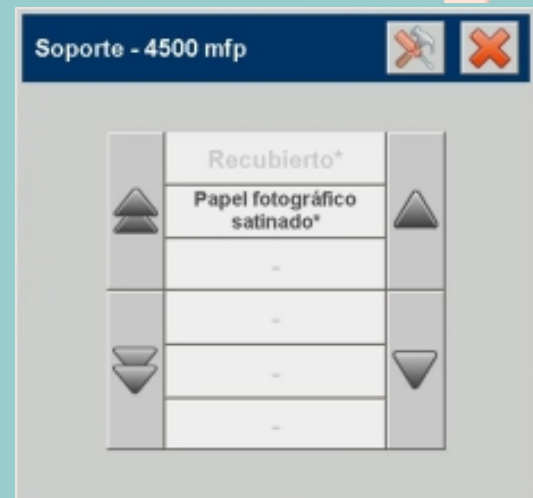 Soporte - 4500 mfp
Recubierto*
Papel fotográfico
satinado*
-
-
-
-